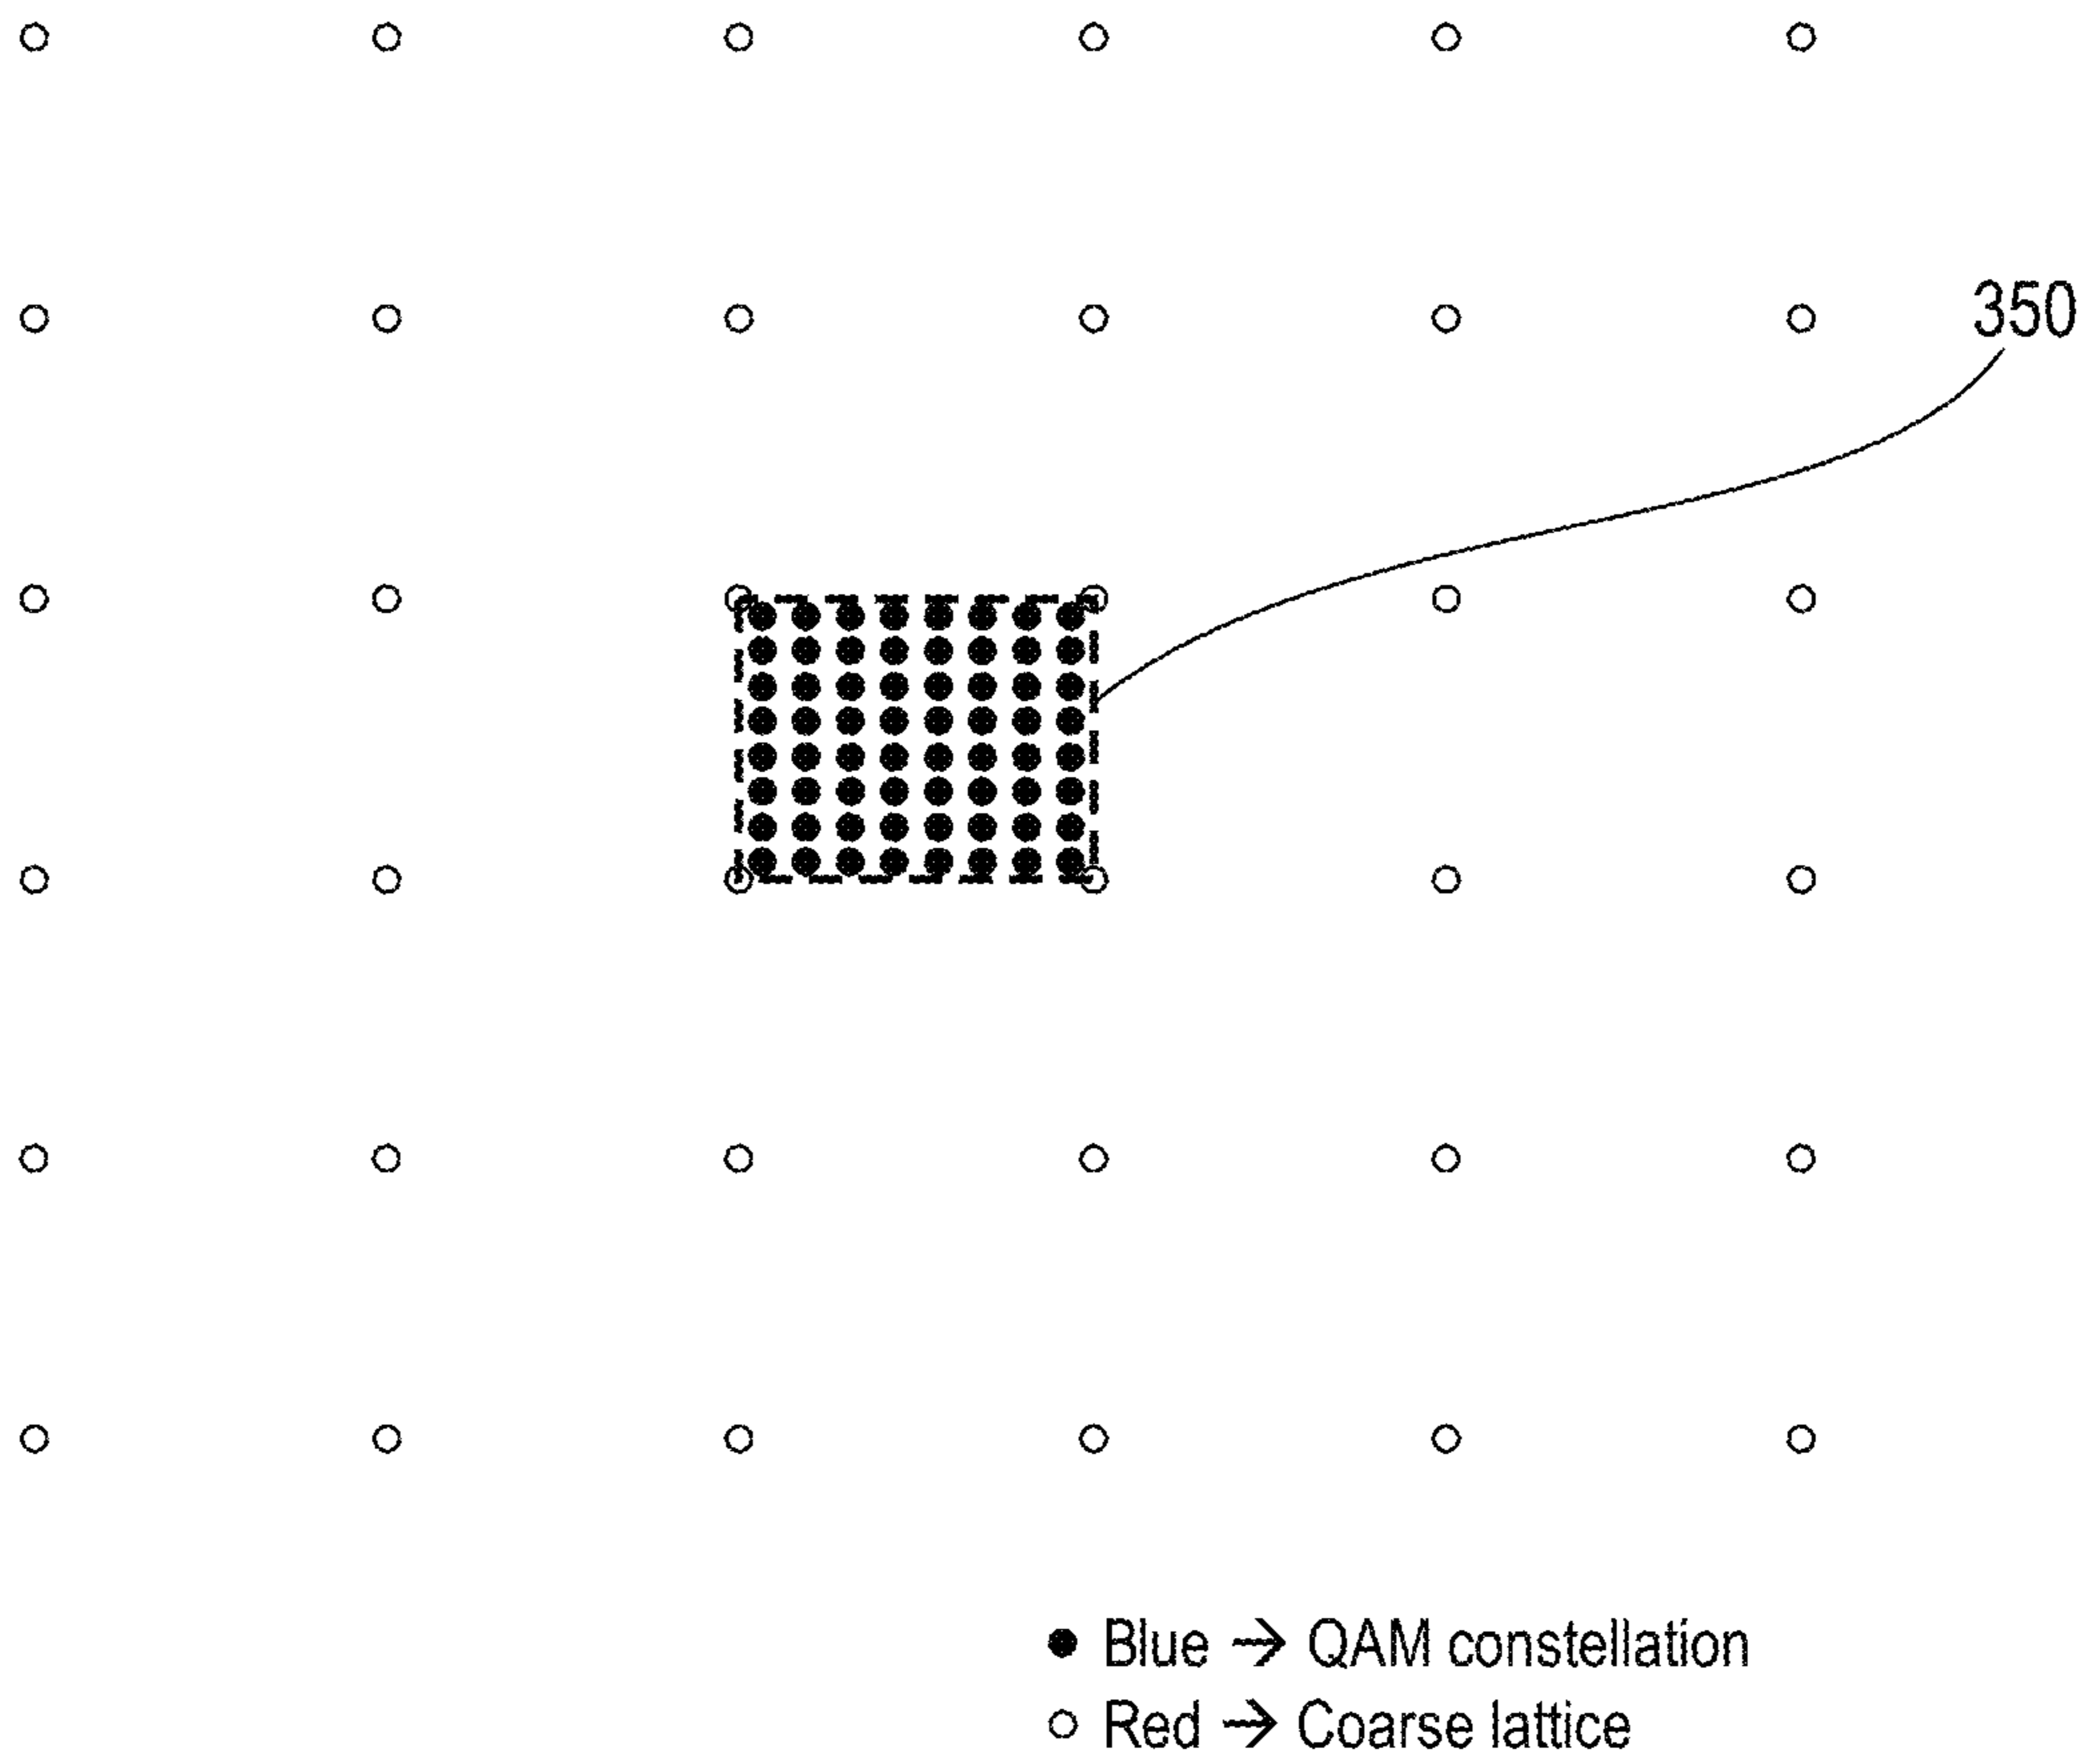 350
Blue → QAM constellation
Red → Coarse lattice